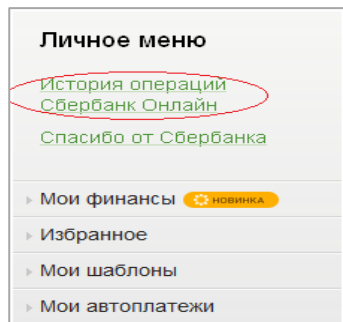 Личное меню
История операций
Сбербанк Онлайн
Спасибо от Сбербанка
Мои финансы НОВИНКА
Избранное
Мои шаблоны
Мои автоплатежи